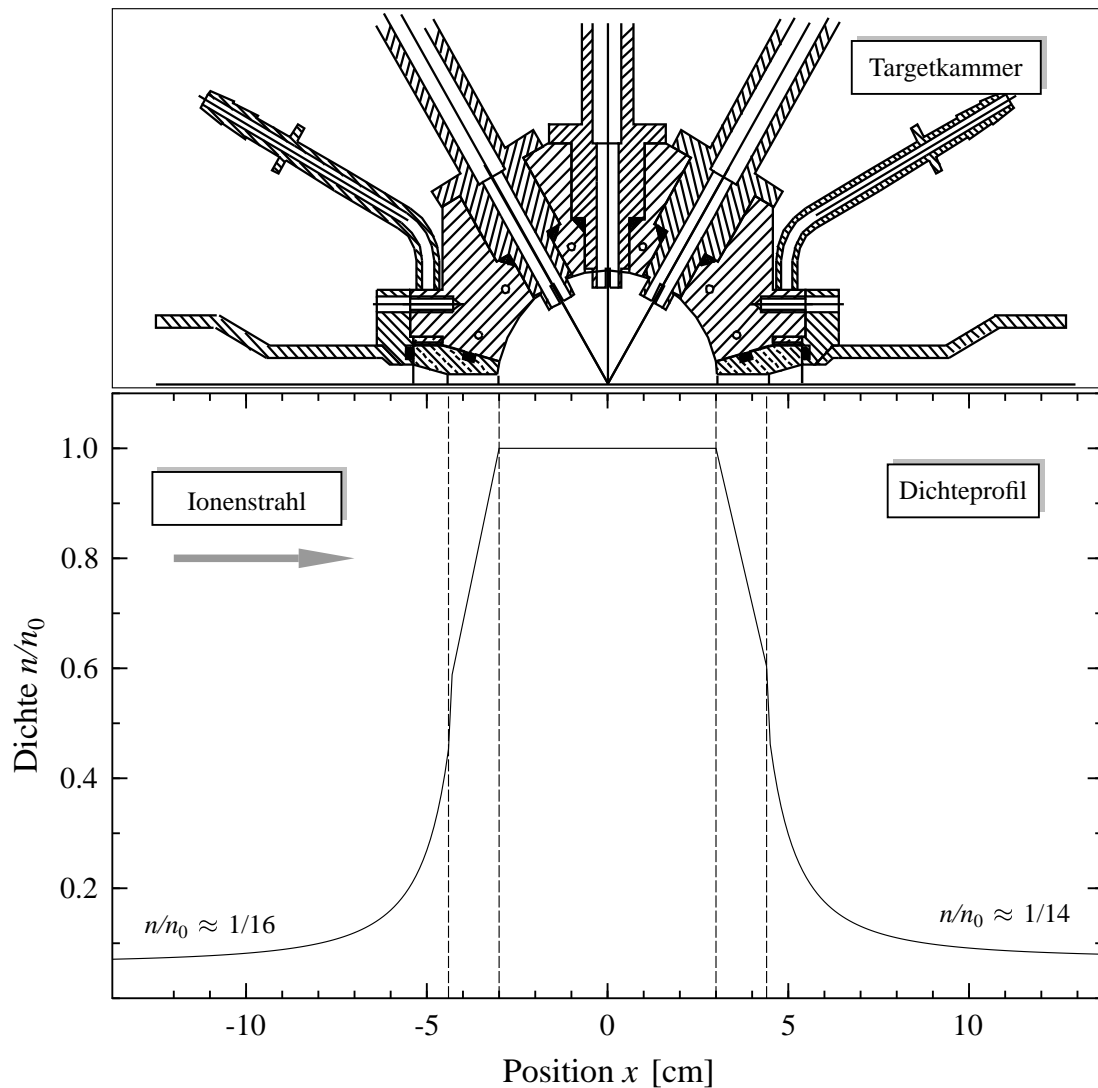 Targetkammer
1.0
Ionenstrahl
Dichteprofil
0.8
0.6
Dichte n/n₀
0.4
0.2
n/n₀ ≈ 1/16
n/n₀ ≈ 1/14
-10
-5
0
5
10
Position x [cm]